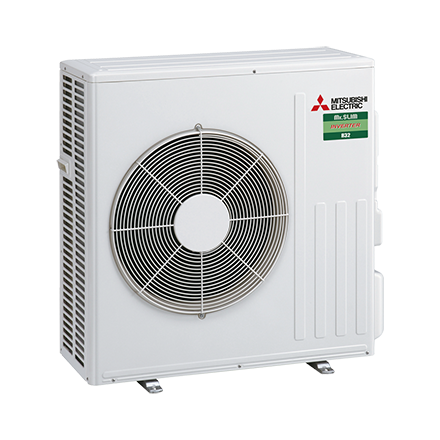 MITSUBISHI
ELECTRIC
Mr.SLIM
INVERTER
R32